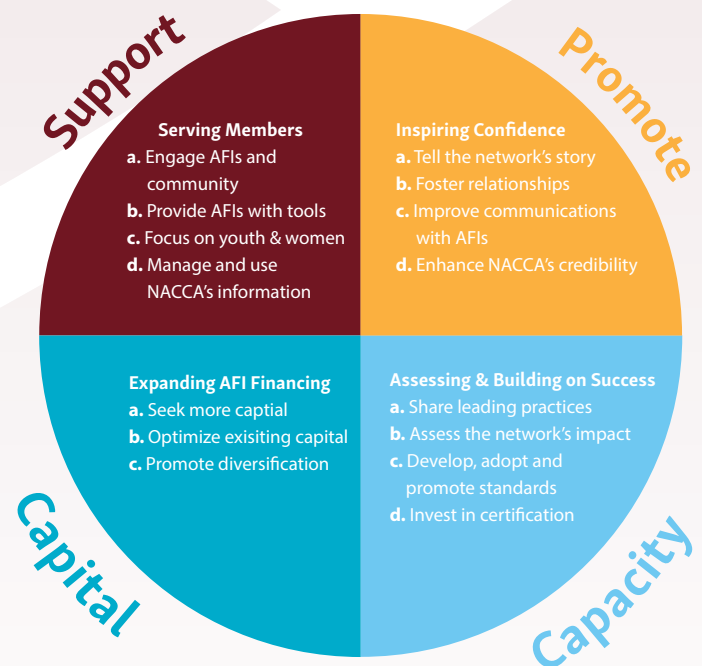 Support
Serving Members
a. Engage AFIs and
community
b. Provide AFIs with tools
c. Focus on youth & women
d. Manage and use
NACCA's information
Promote
Inspiring Confidence
a. Tell the network's story
b. Foster relationships
c. Improve communications
with AFIs
d. Enhance NACCA's credibility
Capital
Expanding AFI Financing
a. Seek more captial
b. Optimize exisiting capital
c. Promote diversification
Capacity
Assessing & Building on Success
a. Share leading practices
b. Assess the network's impact
c. Develop, adopt and
promote standards
d. Invest in certification